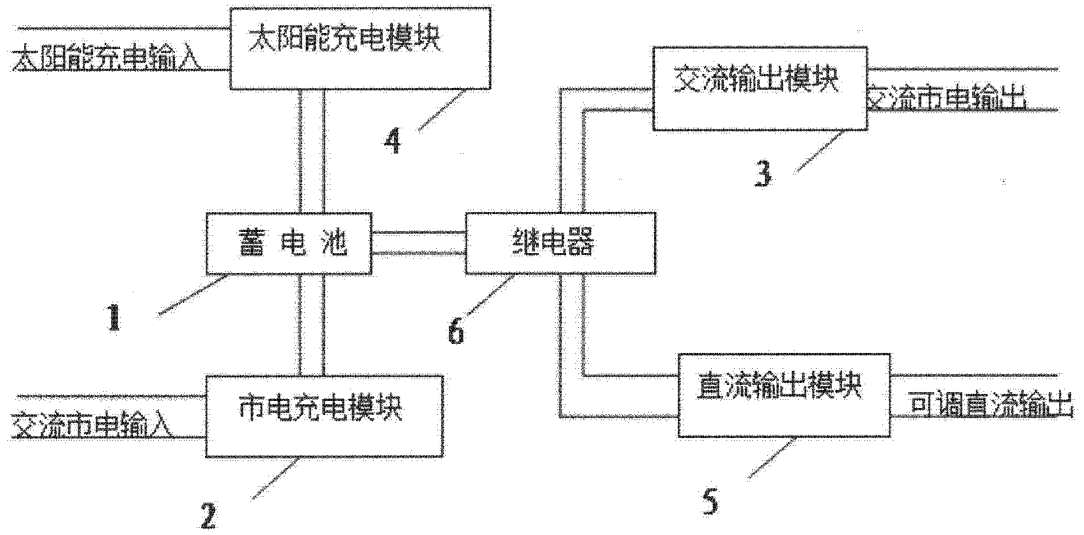 太阳能充电模块
太阳能充电输入
4
交流输出模块
交流市电输出
3
蓄电池
继电器
1
6
市电充电模块
交流市电输入
2
直流输出模块
可调直流输出
5